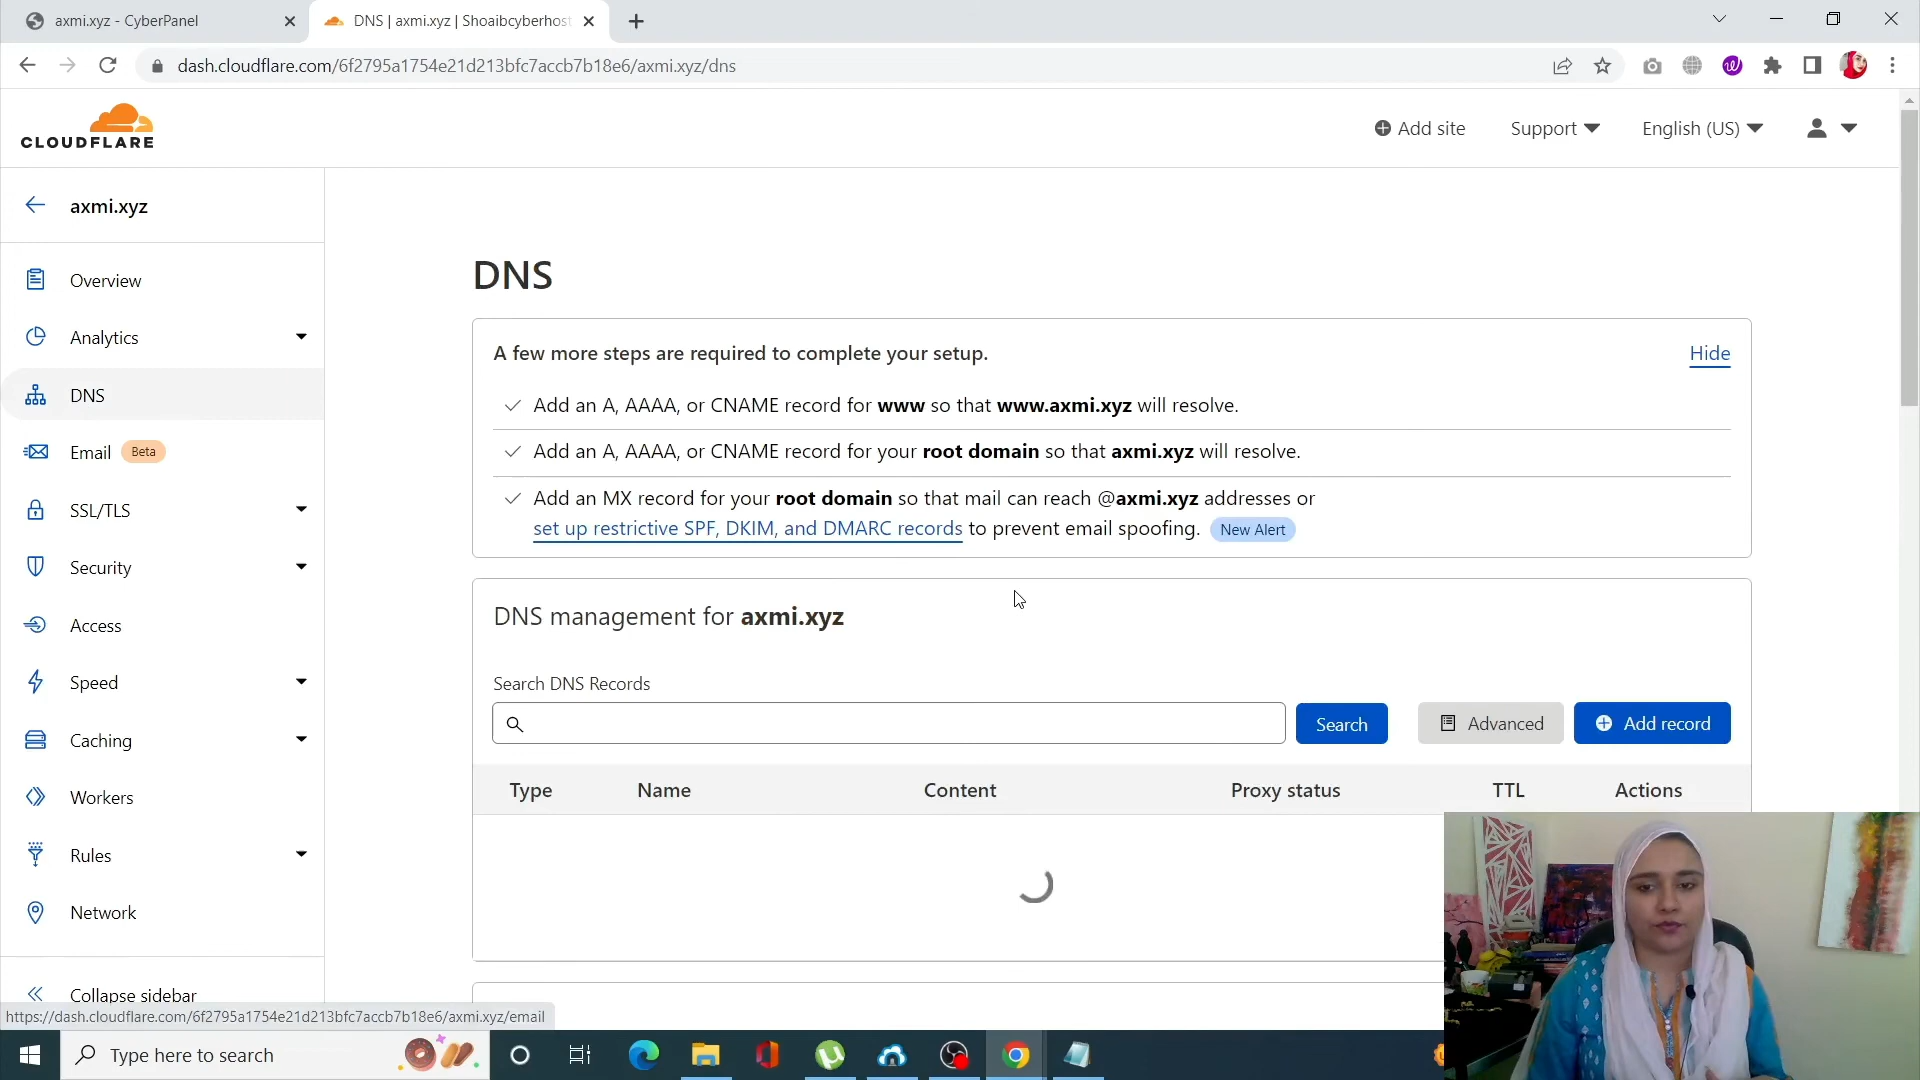 axmi.xyz - CyberPanel
DNS | axmi.xyz | Shoaibcyberhost
dash.cloudflare.com/6f2795a1754e21d213bfc7accb7b18e6/axmi.xyz/dns
CLOUDFLARE
Add site
Support
English (US)
axmi.xyz
Overview
Analytics
DNS
Email Beta
SSL/TLS
Security
Access
Speed
Caching
Workers
Rules
Network
Collapse sidebar
DNS
A few more steps are required to complete your setup.
Hide
Add an A, AAAA, or CNAME record for www so that www.axmi.xyz will resolve.
Add an A, AAAA, or CNAME record for your root domain so that axmi.xyz will resolve.
Add an MX record for your root domain so that mail can reach @axmi.xyz addresses or
set up restrictive SPF, DKIM, and DMARC records to prevent email spoofing. New Alert
DNS management for axmi.xyz
Search DNS Records
Search
Advanced
Add record
Type Name Content Proxy status TTL Actions
https://dash.cloudflare.com/6f2795a1754e21d213bfc7accb7b18e6/axmi.xyz/email
Type here to search